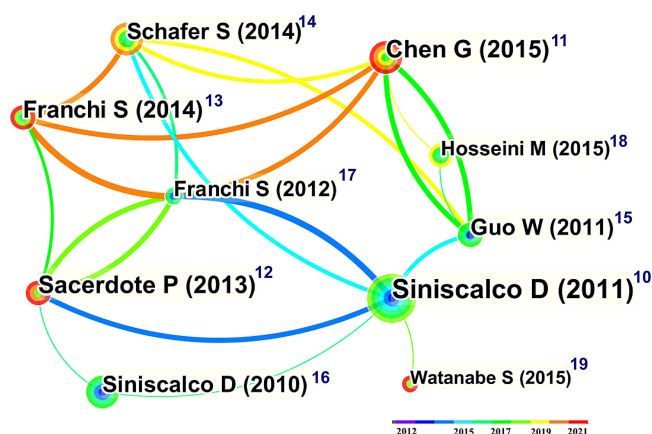 Schafer S (2014)14
Chen G (2015)11
Franchi S (2014)13
Hosseini M (2015)18
Franchi S (2012)17
Guo W (2011)15
Sacerdote P (2013)12
Siniscalco D (2011)10
Siniscalco D (2010)16
Watanabe S (2015)19
2012 2015 2017 2019 2021